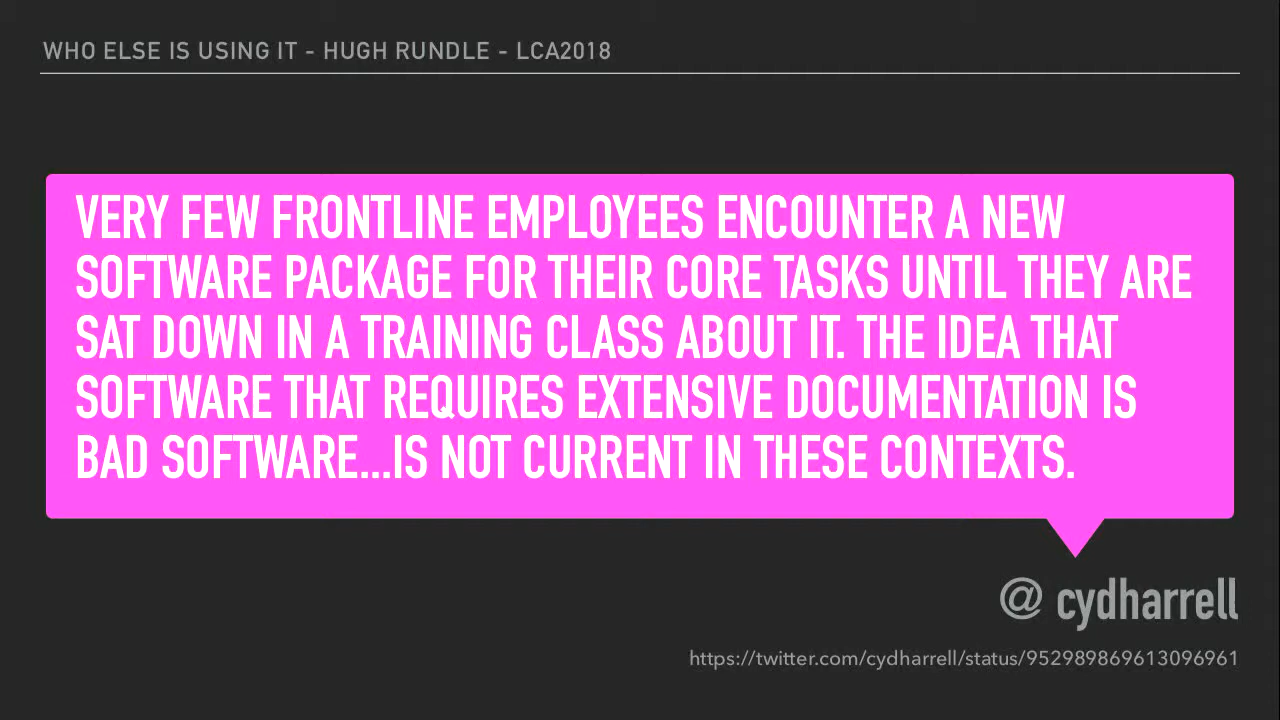 WHO ELSE IS USING IT - HUGH RUNDLE - LCA2018
VERY FEW FRONTLINE EMPLOYEES ENCOUNTER A NEW
SOFTWARE PACKAGE FOR THEIR CORE TASKS UNTIL THEY ARE
SAT DOWN IN A TRAINING CLASS ABOUT IT. THE IDEA THAT
SOFTWARE THAT REQUIRES EXTENSIVE DOCUMENTATION IS
BAD SOFTWARE...IS NOT CURRENT IN THESE CONTEXTS.
@ cydharrell
https://twitter.com/cydharrell/status/952989869613096961